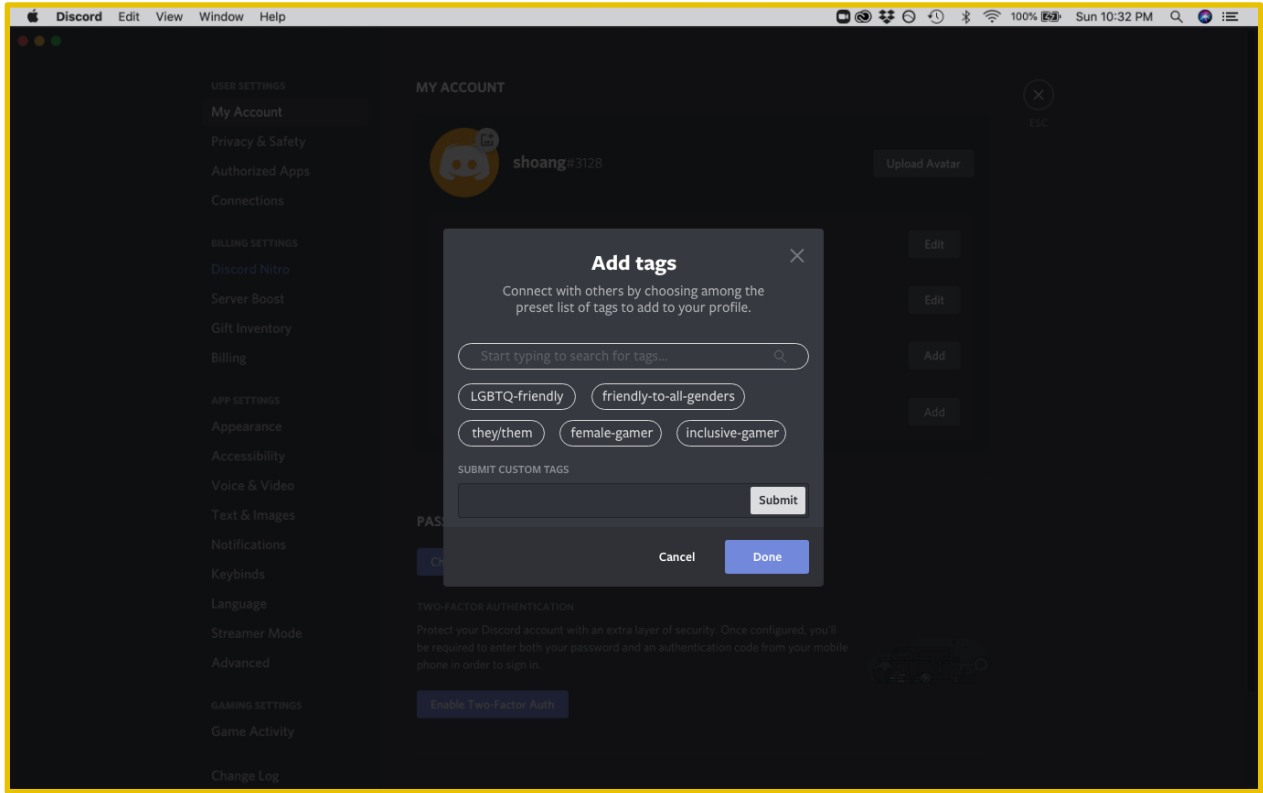 Discord Edit View Window Help 100% Sun 10:32 PM
USER SETTINGS
My Account
Privacy & Safety
Authorized Apps
Connections
BILLING SETTINGS
Discord Nitro
Server Boost
Gift Inventory
Billing
APP SETTINGS
Appearance
Accessibility
Voice & Video
Text & Images
Notifications
Keybinds
Language
Streamer Mode
Advanced
GAMING SETTINGS
Game Activity
Change Log
MY ACCOUNT
ESC
shoang#3128
Upload Avatar
Edit
Edit
Add
Add
Add tags
Connect with others by choosing among the
preset list of tags to add to your profile.
Start typing to search for tags...
LGBTQ-friendly friendly-to-all-genders
they/them female-gamer inclusive-gamer
SUBMIT CUSTOM TAGS
Submit
Cancel Done
PAS
Ch
TWO-FACTOR AUTHENTICATION
Protect your Discord account with an extra layer of security. Once configured, you'll
be required to enter both your password and an authentication code from your mobile
phone in order to sign in.
Enable Two-Factor Auth